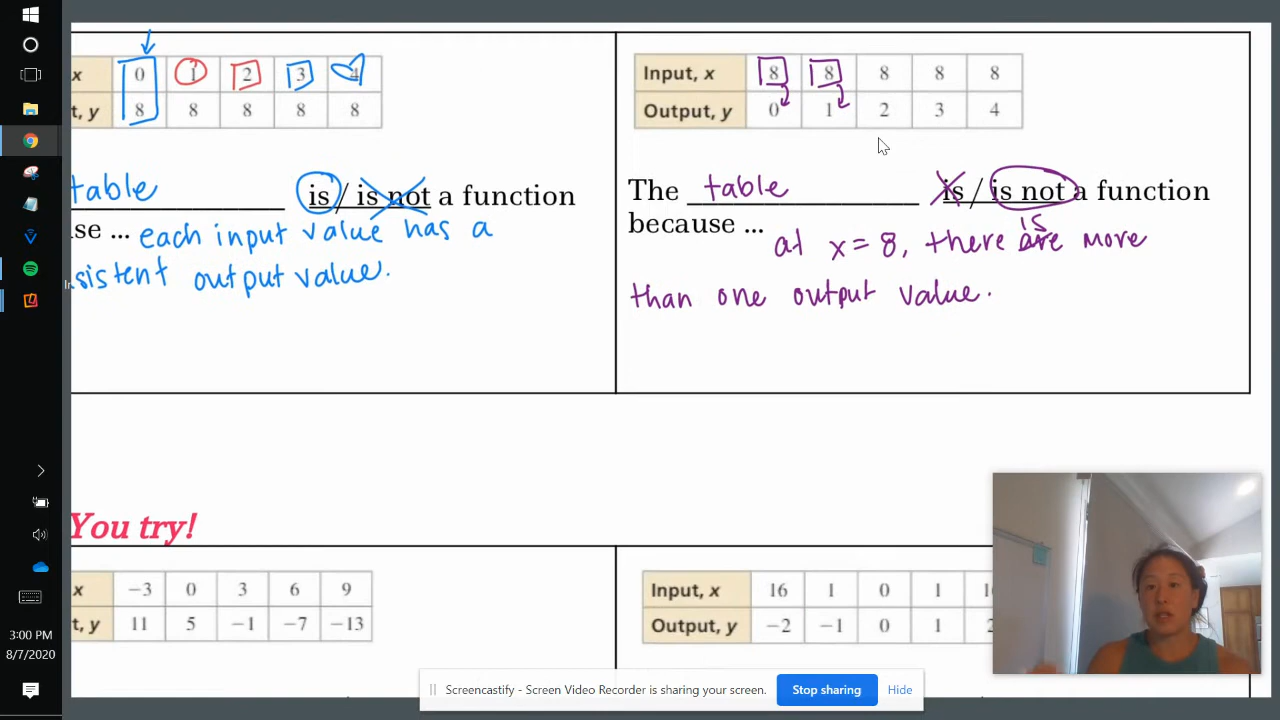 x 0 1 2 3 4
t, y 8 8 8 8 8
table is / is not a function
se ... each input value has a
sistent output value.
Input, x 8 8 8 8 8
Output, y 0 1 2 3 4
The table is / is not a function
because ... at x = 8, there are is more
than one output value.
You try!
x −3 0 3 6 9
t, y 11 5 −1 −7 −13
Input, x 16 1 0 1 1
Output, y −2 −1 0 1 2
3:00 PM
8/7/2020
Screencastify - Screen Video Recorder is sharing your screen. Stop sharing Hide